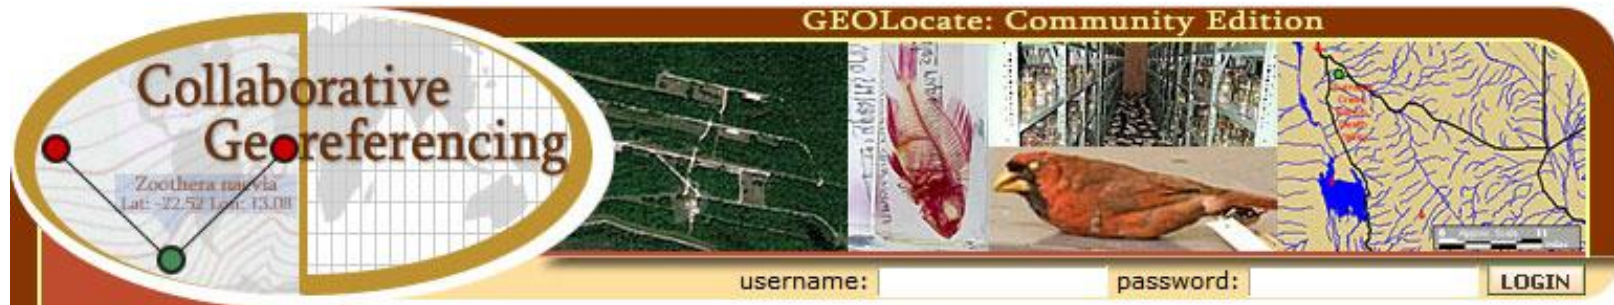 GEOLocate: Community Edition
Collaborative
Georeferencing
Zoothera naevia
Lat: -22.52 Lon: 13.08
username:
password:
LOGIN